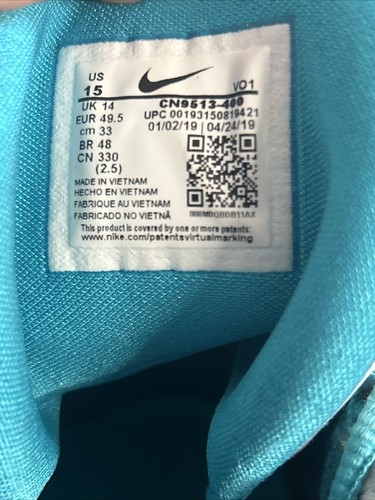 US
15 VO1
UK 14 CN9513-400
EUR 49.5 UPC 00193150819421
cm 33 01/02/19 | 04/24/19
BR 48
CN 330
(2.5)
MADE IN VIETNAM
HECHO EN VIETNAM
FABRIQUE AU VIETNAM
FABRICADO NO VIETNÃ
This product is covered by one or more patents:
www.nike.com/patentsvirtualmarking